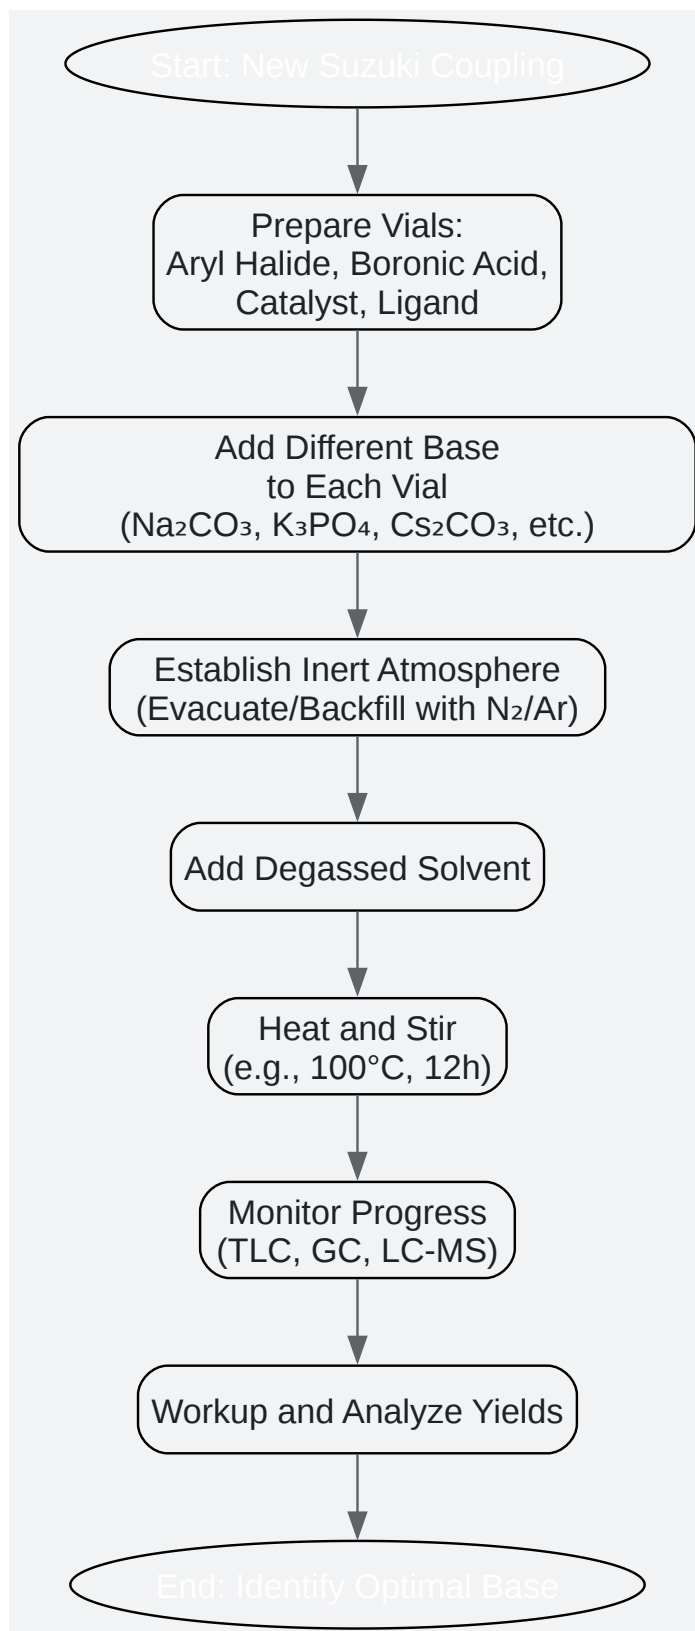 Start: New Suzuki Coupling
Prepare Vials:
Aryl Halide, Boronic Acid,
Catalyst, Ligand
Add Different Base
to Each Vial
(Na₂CO₃, K₃PO₄, Cs₂CO₃, etc.)
Establish Inert Atmosphere
(Evacuate/Backfill with N₂/Ar)
Add Degassed Solvent
Heat and Stir
(e.g., 100°C, 12h)
Monitor Progress
(TLC, GC, LC-MS)
Workup and Analyze Yields
End: Identify Optimal Base